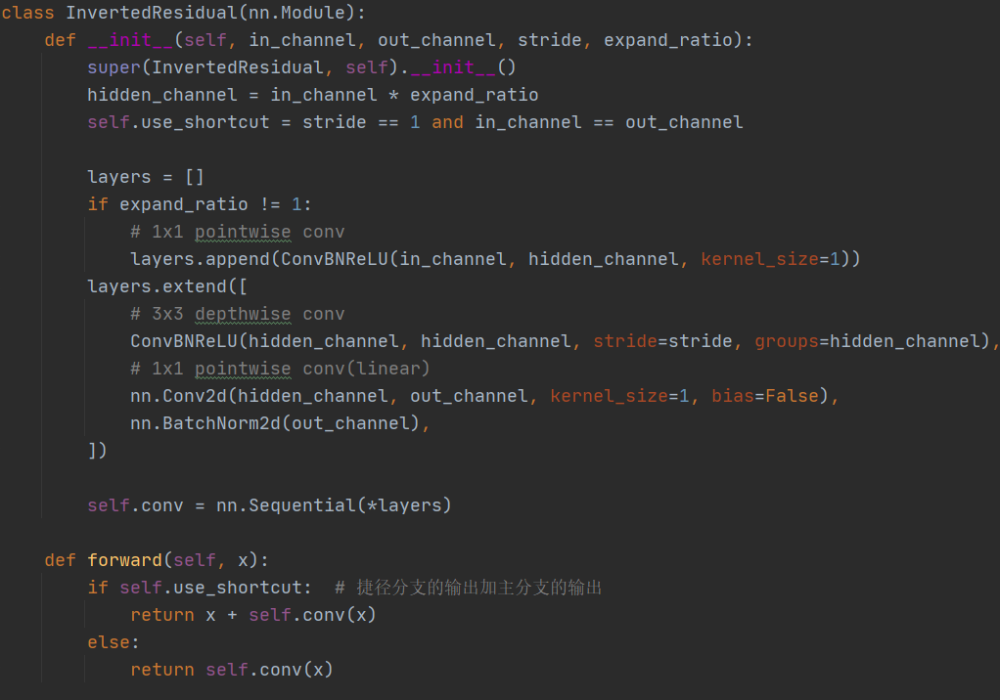 class InvertedResidual(nn.Module):
    def __init__(self, in_channel, out_channel, stride, expand_ratio):
        super(InvertedResidual, self).__init__()
        hidden_channel = in_channel * expand_ratio
        self.use_shortcut = stride == 1 and in_channel == out_channel

        layers = []
        if expand_ratio != 1:
            # 1x1 pointwise conv
            layers.append(ConvBNReLU(in_channel, hidden_channel, kernel_size=1))
        layers.extend([
            # 3x3 depthwise conv
            ConvBNReLU(hidden_channel, hidden_channel, stride=stride, groups=hidden_channel),
            # 1x1 pointwise conv(linear)
            nn.Conv2d(hidden_channel, out_channel, kernel_size=1, bias=False),
            nn.BatchNorm2d(out_channel),
        ])

        self.conv = nn.Sequential(*layers)

    def forward(self, x):
        if self.use_shortcut:  # 捷径分支的输出加主分支的输出
            return x + self.conv(x)
        else:
            return self.conv(x)